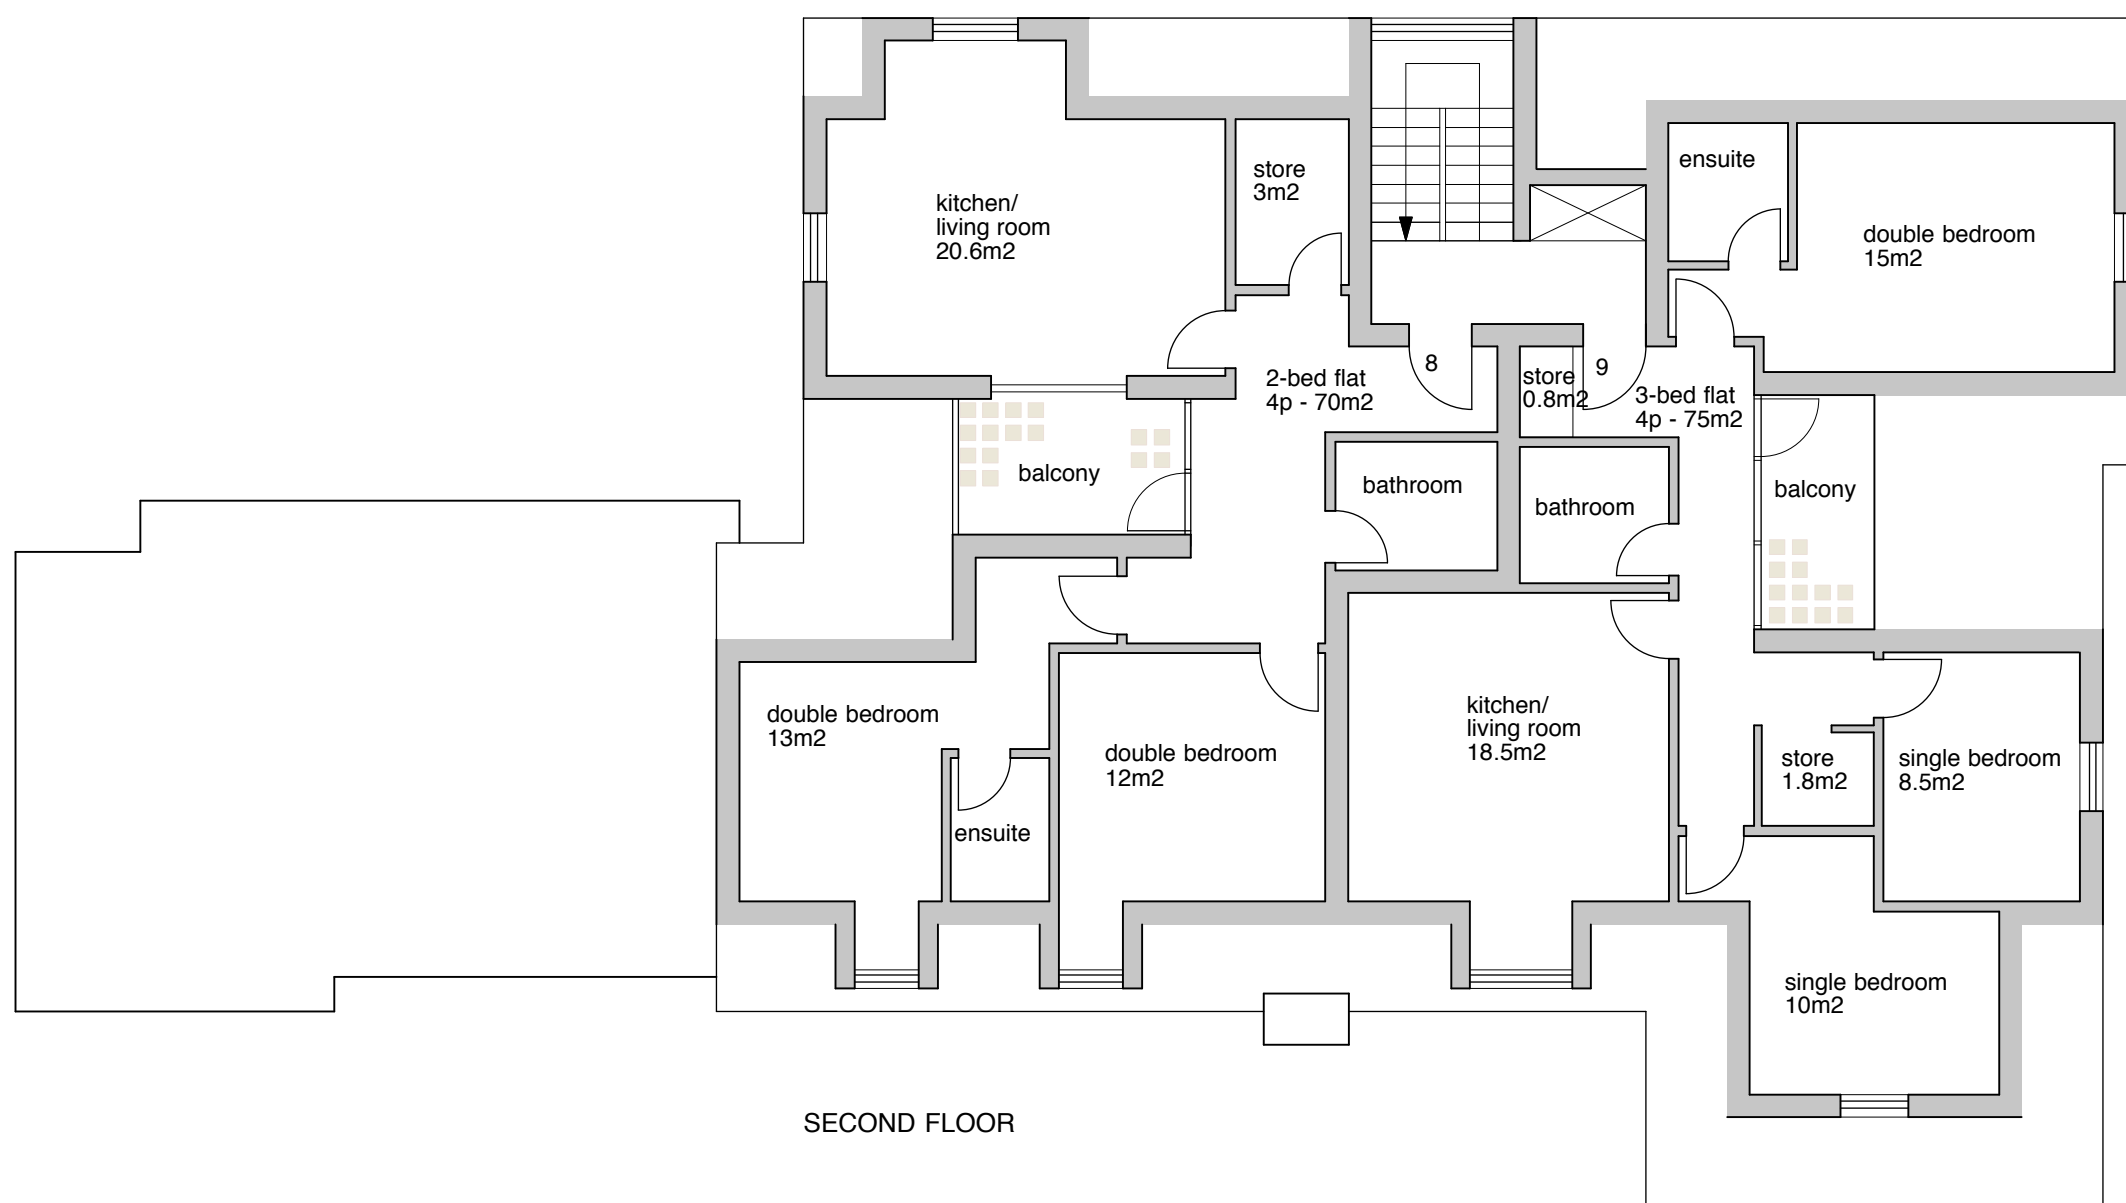 kitchen/
living room
20.6m2
store
3m2
ensuite
double bedroom
15m2
8
9
2-bed flat
4p - 70m2
store
0.8m2
3-bed flat
4p - 75m2
balcony
bathroom
bathroom
balcony
double bedroom
13m2
double bedroom
12m2
kitchen/
living room
18.5m2
store
1.8m2
single bedroom
8.5m2
ensuite
single bedroom
10m2
SECOND FLOOR